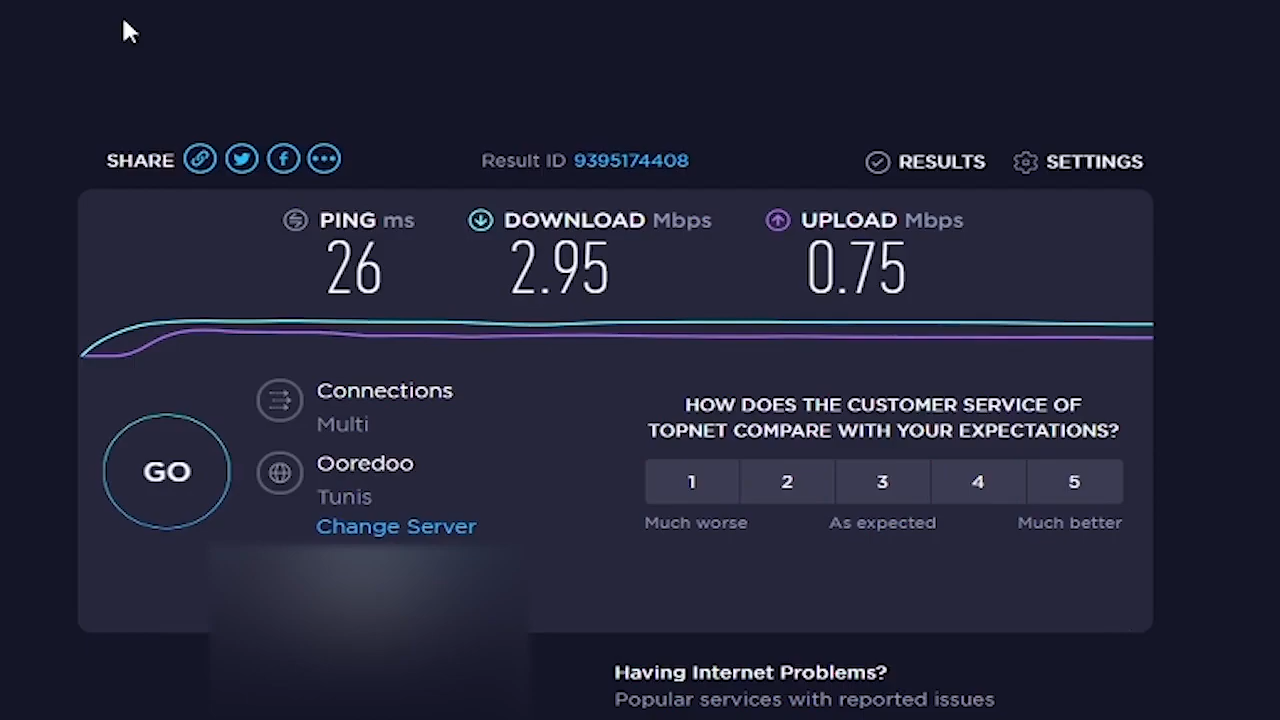 SHARE Result ID 9395174408 RESULTS SETTINGS
PING ms DOWNLOAD Mbps UPLOAD Mbps
26 2.95 0.75
Connections
Multi
GO
Ooredoo
Tunis
Change Server
HOW DOES THE CUSTOMER SERVICE OF
TOPNET COMPARE WITH YOUR EXPECTATIONS?
1 2 3 4 5
Much worse As expected Much better
Having Internet Problems?
Popular services with reported issues